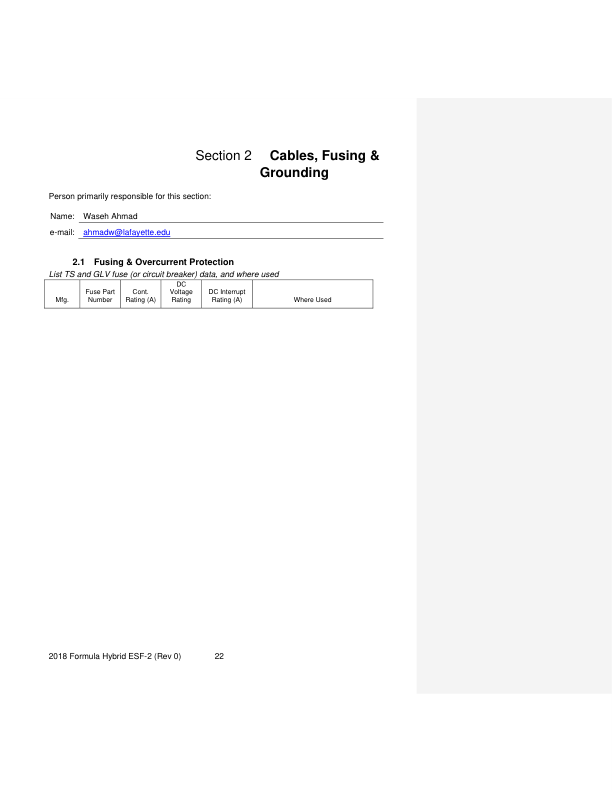 Section 2 Cables, Fusing &
Grounding
Person primarily responsible for this section:
Name: Waseh Ahmad
e-mail: ahmadw@lafayette.edu
2.1 Fusing & Overcurrent Protection
List TS and GLV fuse (or circuit breaker) data, and where used
Mfg.
Fuse Part
Number
Cont.
Rating (A)
DC
Voltage
Rating
DC Interrupt
Rating (A)
Where Used
2018 Formula Hybrid ESF-2 (Rev 0) 22